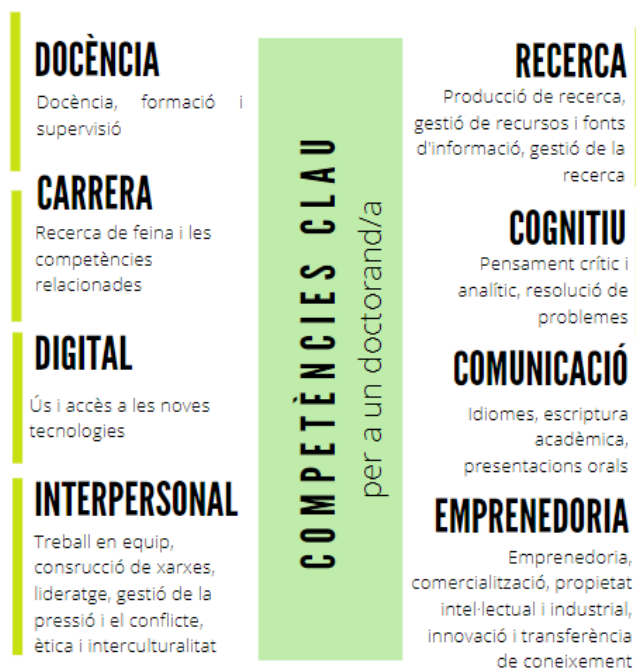 DOCÈNCIA
Docència, formació i
supervisió
CARRERA
Recerca de feina i les
competències
relacionades
DIGITAL
Ús i accès a les noves
tecnologies
INTERPERSONAL
Treball en equip,
consrucció de xarxes,
lideratge, gestió de la
pressió i el conflicte,
ètica i interculturalitat
COMPETÈNCIES CLAU
per a un doctorand/a
RECERCA
Producció de recerca,
gestió de recursos i fonts
d'informació, gestió de la
recerca
COGNITIU
Pensament crític i
analític, resolució de
problemes
COMUNICACIÓ
Idiomes, escriptura
acadèmica,
presentacions orals
EMPRENEDORIA
Emprenedoria,
comercialització, propietat
intel·lectual i industrial,
innovació i transferència
de coneixement